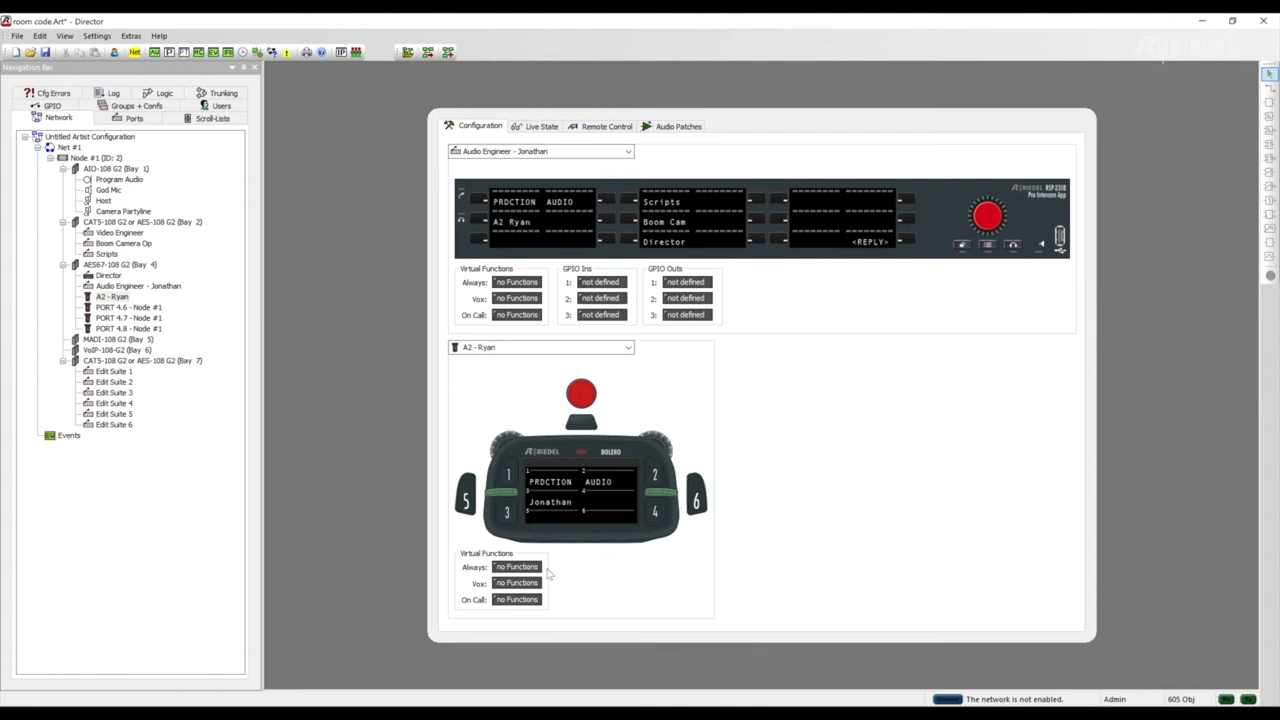 room code.Art* - Director
File Edit View Settings Extras Help
Net
IP
Navigation Bar
Cfg Errors Log Logic Trunking
GPIO Groups + Confs Users
Network Ports Scroll-Lists
Untitled Artist Configuration
Net #1
Node #1 (ID: 2)
AIO-108 G2 (Bay 1)
Program Audio
God Mic
Host
Camera Partyline
CAT5-108 G2 or AES-108 G2 (Bay 2)
Video Engineer
Boom Camera Op
Scripts
AES67-108 G2 (Bay 4)
Director
Audio Engineer - Jonathan
A2 - Ryan
PORT 4.6 - Node #1
PORT 4.7 - Node #1
PORT 4.8 - Node #1
MADI-108 G2 (Bay 5)
VoIP-108-G2 (Bay 6)
CAT5-108 G2 or AES-108 G2 (Bay 7)
Edit Suite 1
Edit Suite 2
Edit Suite 3
Edit Suite 4
Edit Suite 5
Edit Suite 6
Events
Configuration Live State Remote Control Audio Patches
Audio Engineer - Jonathan
PRDCTION AUDIO
A2 Ryan
Scripts
Boom Cam
Director
<REPLY>
RIEDEL RSP-2318
Pro Intercom App
Virtual Functions
Always: no Functions
Vox: no Functions
On Call: no Functions
GPIO Ins
1: not defined
2: not defined
3: not defined
GPIO Outs
1: not defined
2: not defined
3: not defined
A2 - Ryan
RIEDEL BOLERO
1 2
PRDCTION AUDIO
3 4
Jonathan
5 6
1 2
5 6
3 4
Virtual Functions
Always: no Functions
Vox: no Functions
On Call: no Functions
The network is not enabled. Admin 605 Obj